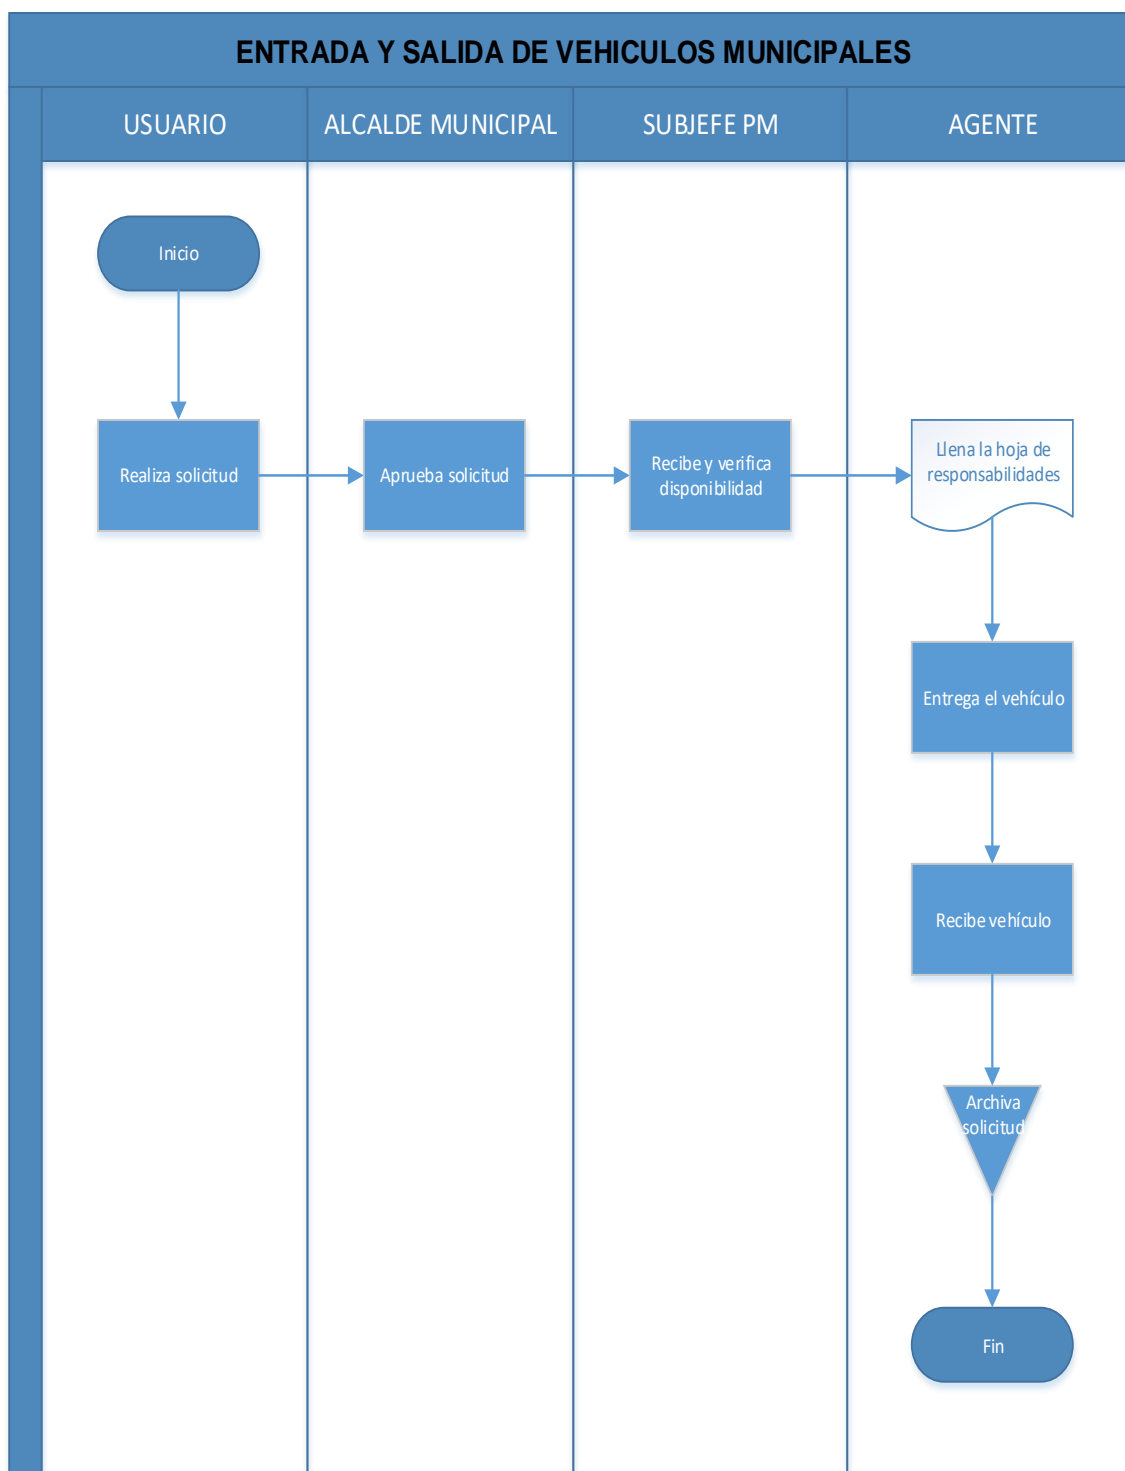 ENTRADA Y SALIDA DE VEHICULOS MUNICIPALES
USUARIO
ALCALDE MUNICIPAL
SUBJEFE PM
AGENTE
Inicio
Realiza solicitud
Aprueba solicitud
Recibe y verifica
disponibilidad
Llena la hoja de
responsabilidades
Entrega el vehículo
Recibe vehículo
Archiva
solicitud
Fin